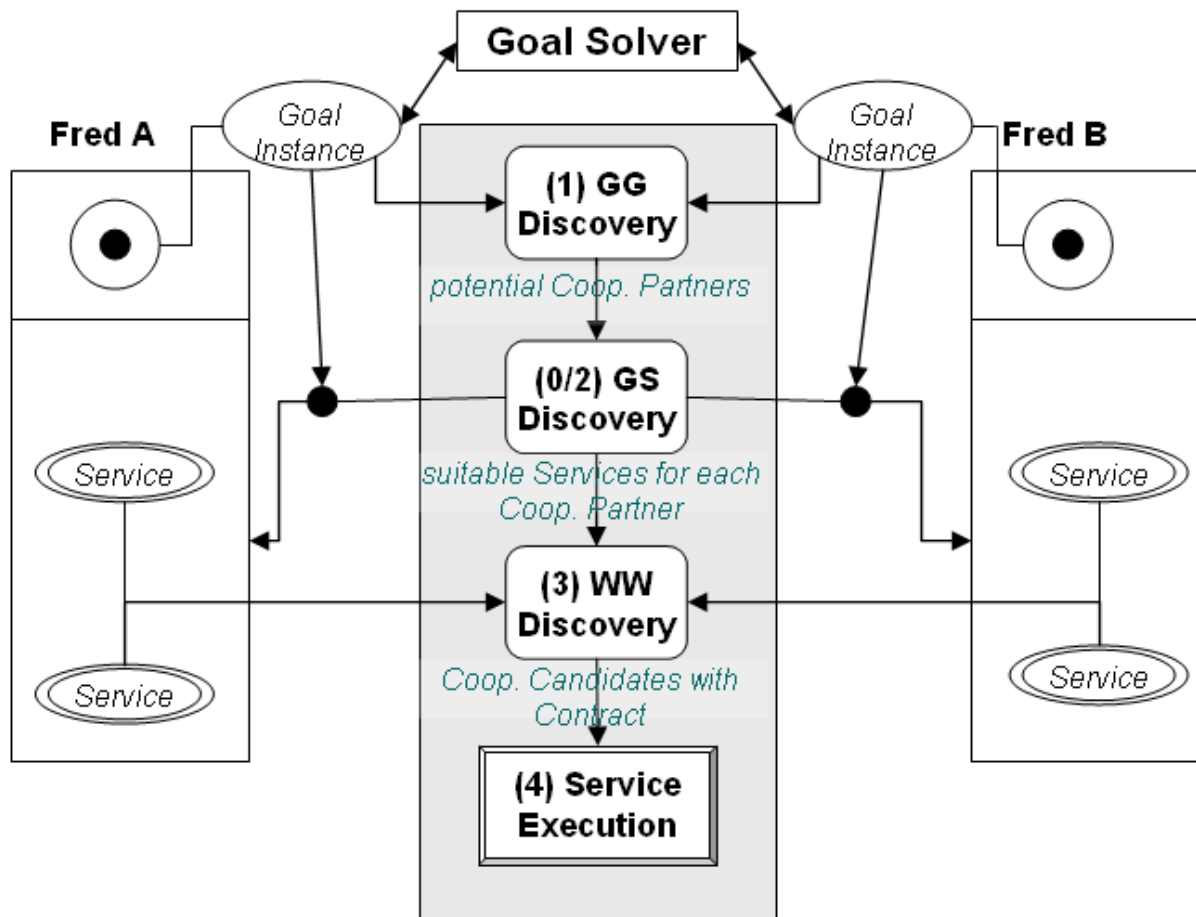 Goal Solver
Fred A
Goal
Instance
Goal
Instance
Fred B
(1) GG
Discovery
potential Coop. Partners
(0/2) GS
Discovery
Service
suitable Services for each
Coop. Partner
Service
(3) WW
Discovery
Service
Coop. Candidates with
Contract
Service
(4) Service
Execution